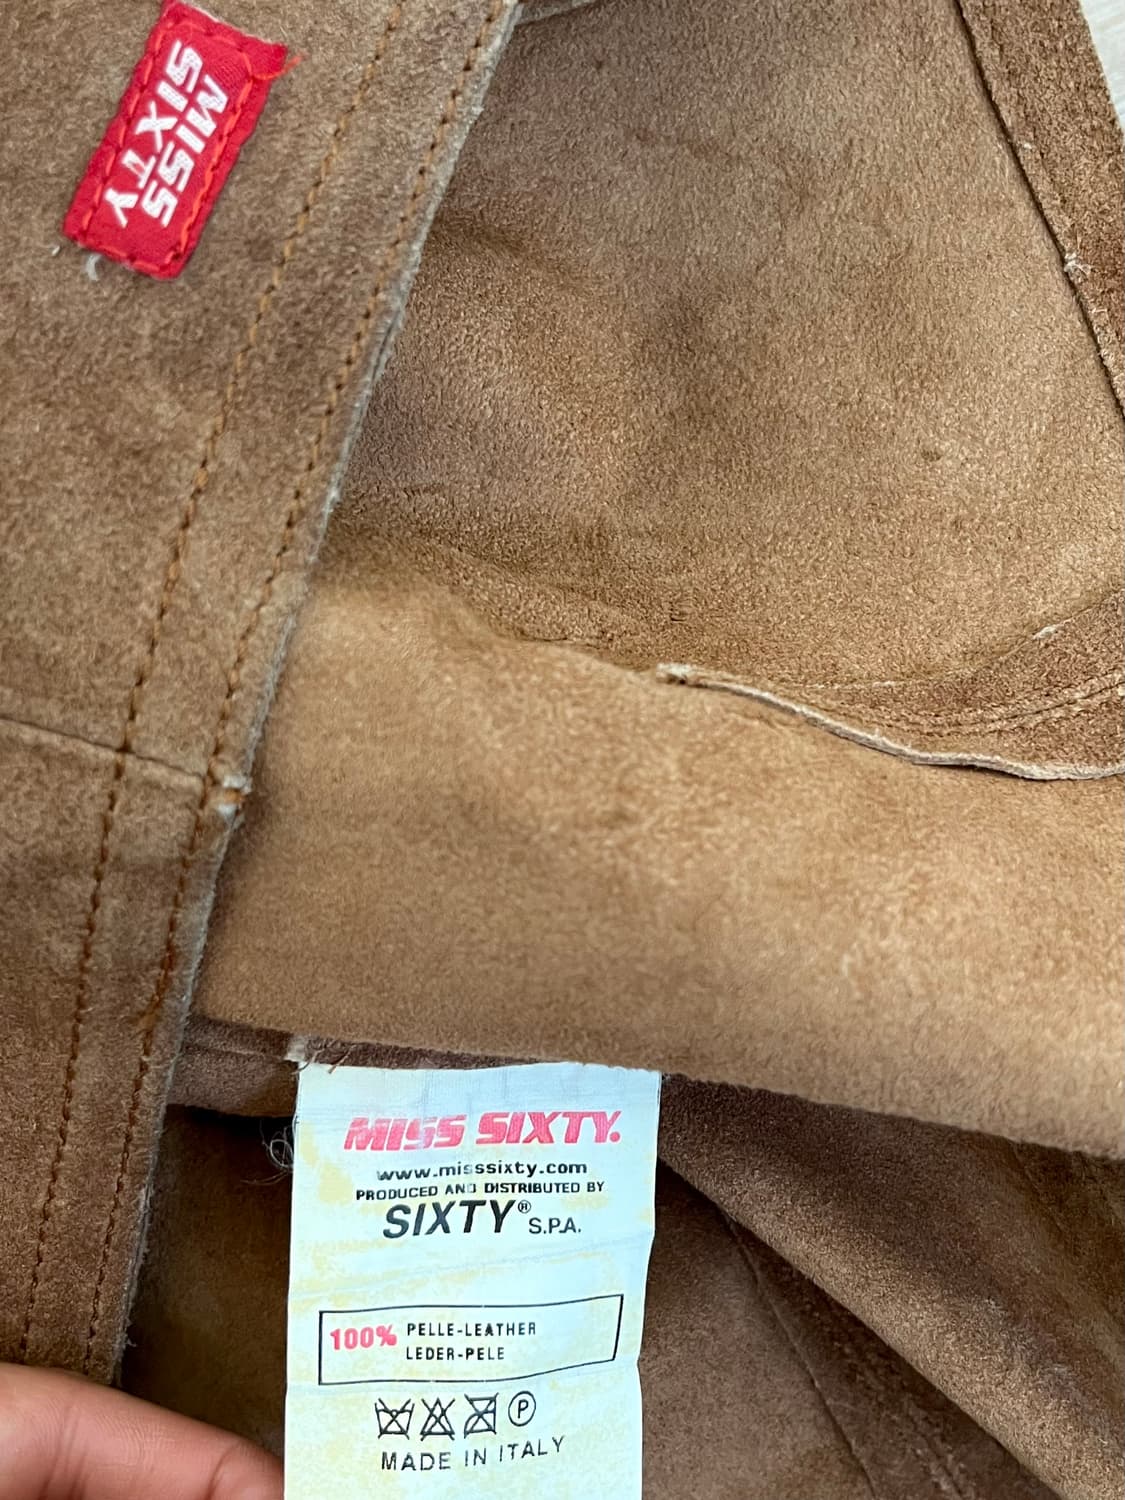 MISS
SIXTY
MISS SIXTY.
www.misssixty.com
PRODUCED AND DISTRIBUTED BY
SIXTY® S.P.A.
100% PELLE-LEATHER
LEDER-PELE
P
MADE IN ITALY